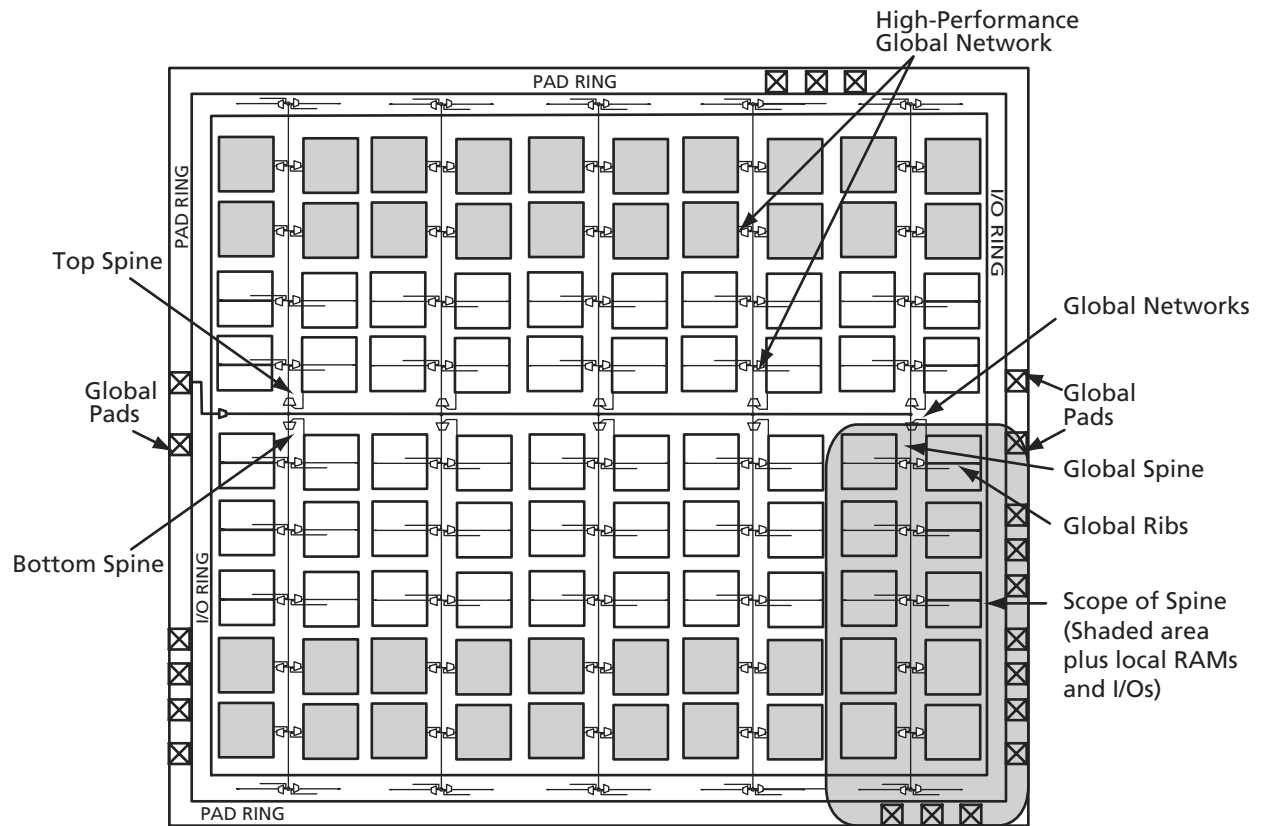 High-Performance
Global Network
PAD RING
PAD RING
I/O RING
Top Spine
Global Networks
Global
Pads
Global
Pads
Global Spine
Global Ribs
Bottom Spine
I/O RING
Scope of Spine
(Shaded area
plus local RAMs
and I/Os)
PAD RING